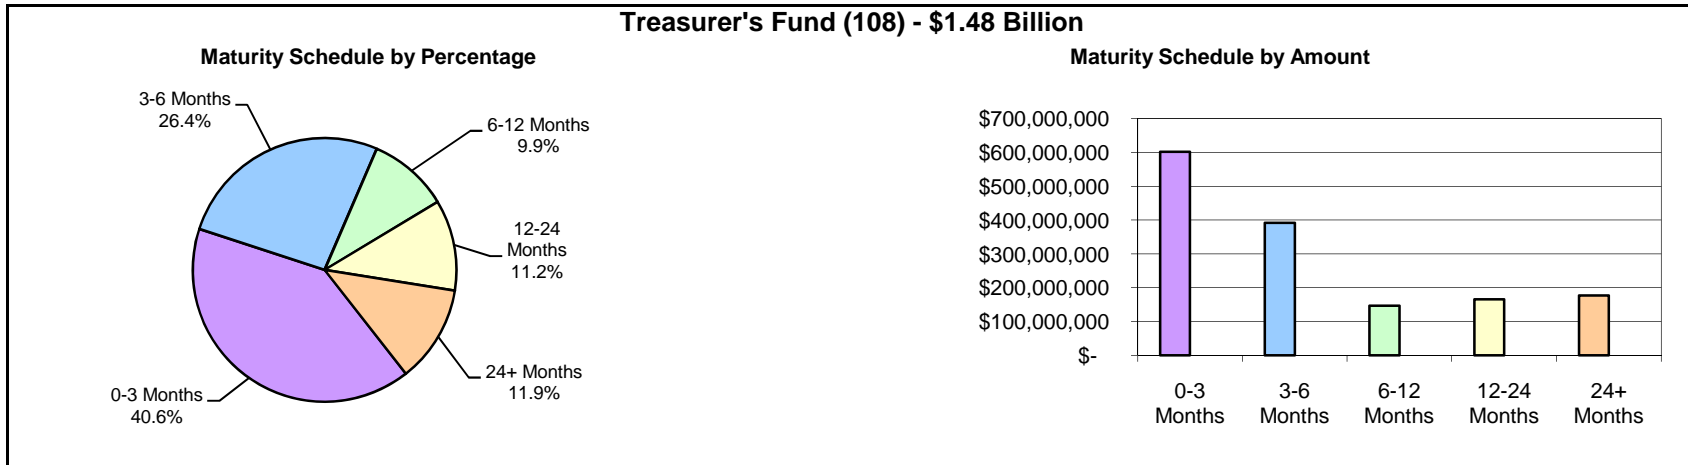 Treasurer's Fund (108) - $1.48 Billion
Maturity Schedule by Percentage
3-6 Months
26.4%
6-12 Months
9.9%
12-24
Months
11.2%
24+ Months
11.9%
0-3 Months
40.6%
Maturity Schedule by Amount
$700,000,000
$600,000,000
$500,000,000
$400,000,000
$300,000,000
$200,000,000
$100,000,000
$-
0-3
Months
3-6
Months
6-12
Months
12-24
Months
24+
Months